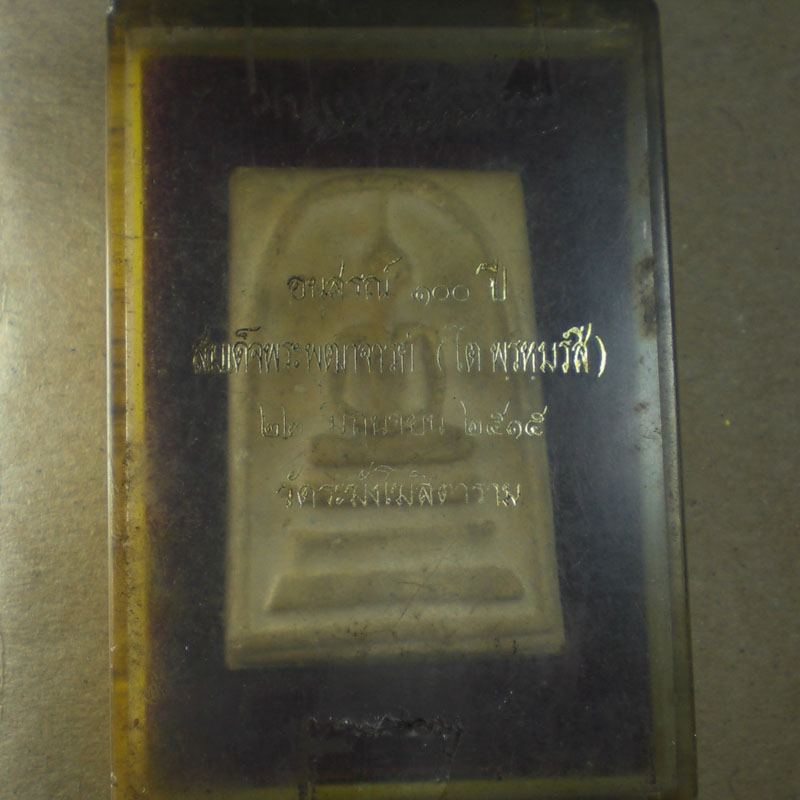 อนุสรณ์ ๑๐๐ ปี
สมเด็จพระพุฒาจารย์ (โต พรหมรังสี)
๒๒ มิถุนายน ๒๕๑๕
วัดระฆังโฆสิตาราม